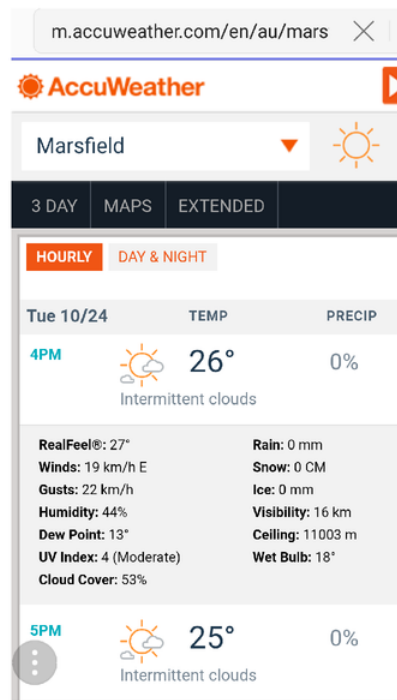 m.accuweather.com/en/au/mars
AccuWeather
Marsfield
3 DAY MAPS EXTENDED
HOURLY DAY & NIGHT
Tue 10/24 TEMP PRECIP
4PM 26° 0%
Intermittent clouds
RealFeel®: 27° Rain: 0 mm
Winds: 19 km/h E Snow: 0 CM
Gusts: 22 km/h Ice: 0 mm
Humidity: 44% Visibility: 16 km
Dew Point: 13° Ceiling: 11003 m
UV Index: 4 (Moderate) Wet Bulb: 18°
Cloud Cover: 53%
5PM 25° 0%
Intermittent clouds